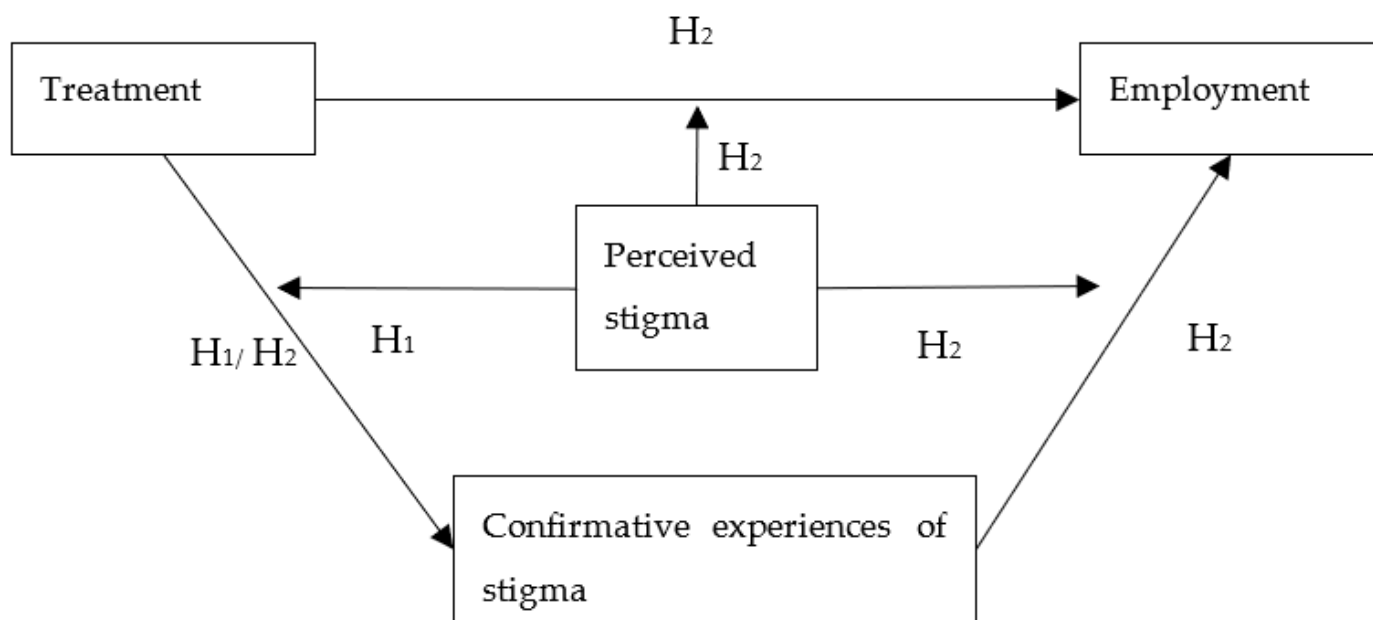 H₂
Treatment
Employment
H₂
Perceived
stigma
H₁/ H₂
H₁
H₂
H₂
Confirmative experiences of
stigma